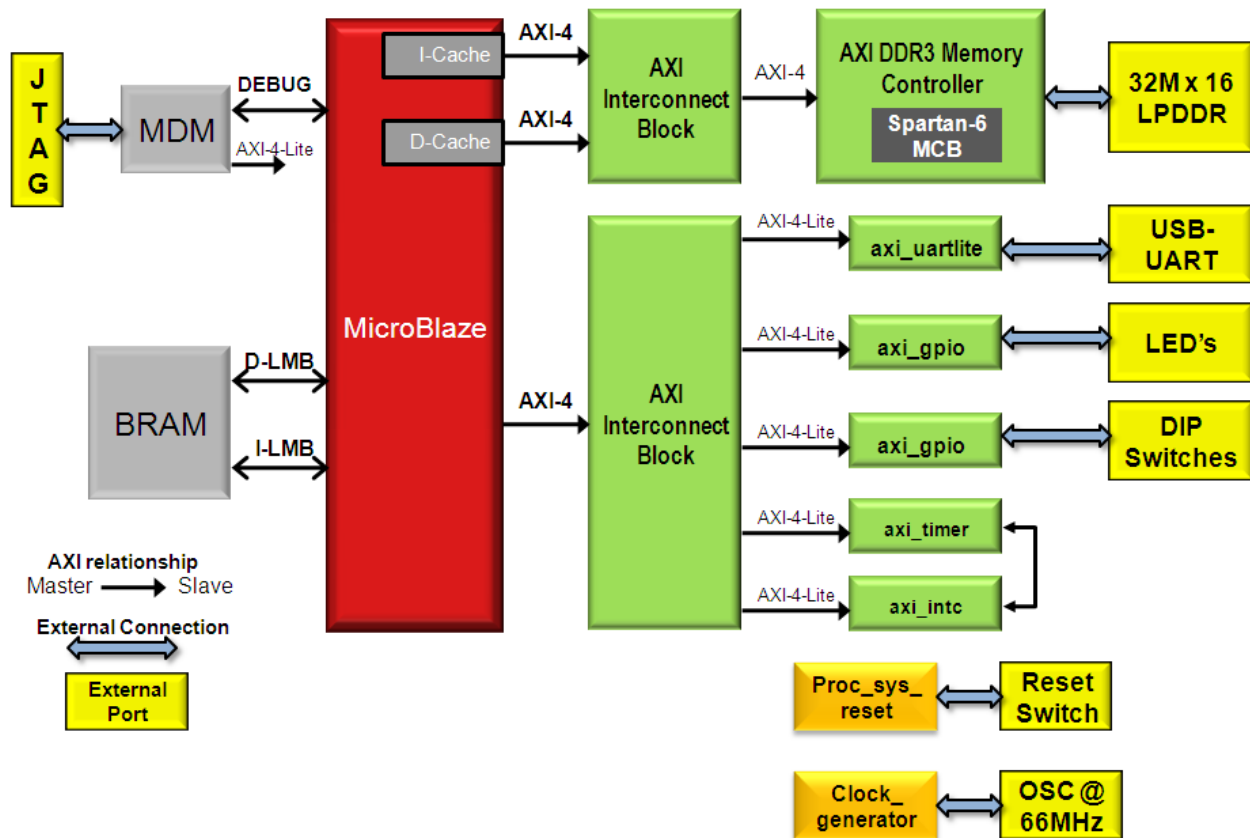 J
T
A
G
MDM
DEBUG
AXI-4-Lite
BRAM
D-LMB
I-LMB
MicroBlaze
I-Cache
D-Cache
AXI-4
AXI-4
AXI
Interconnect
Block
AXI-4
AXI DDR3 Memory
Controller
Spartan-6
MCB
32M x 16
LPDDR
AXI-4
AXI
Interconnect
Block
AXI-4-Lite
axi_uartlite
USB-
UART
AXI-4-Lite
axi_gpio
LED's
AXI-4-Lite
axi_gpio
DIP
Switches
AXI-4-Lite
axi_timer
AXI-4-Lite
axi_intc
AXI relationship
Master
Slave
External Connection
External
Port
Proc_sys_
reset
Reset
Switch
Clock_
generator
OSC @
66MHz